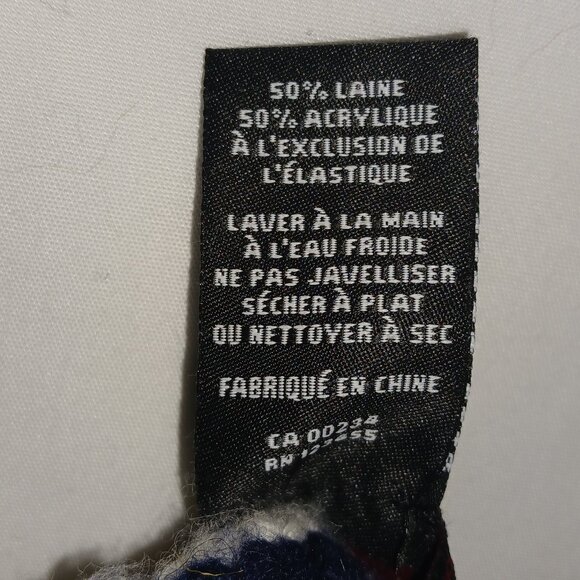 50% LAINE
50% ACRYLIQUE
À L'EXCLUSION DE
L'ÉLASTIQUE
LAVER À LA MAIN
À L'EAU FROIDE
NE PAS JAVELLISER
SÉCHER À PLAT
OU NETTOYER À SEC
FABRIQUÉ EN CHINE
CA 00234
RN